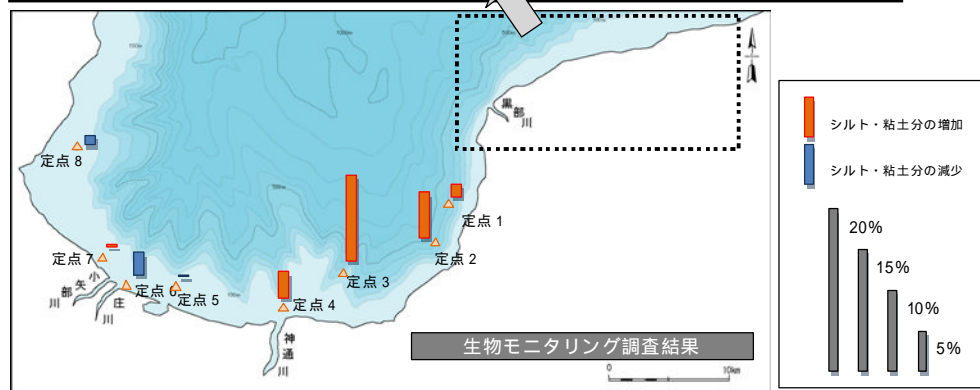 黒部川
定点 8
定点 1
定点 2
定点 3
定点 4
定点 5
定点 6
定点 7
小矢部川
庄川
神通川
生物モニタリング調査結果
0
10km
シルト・粘土分の増加
シルト・粘土分の減少
20%
15%
10%
5%